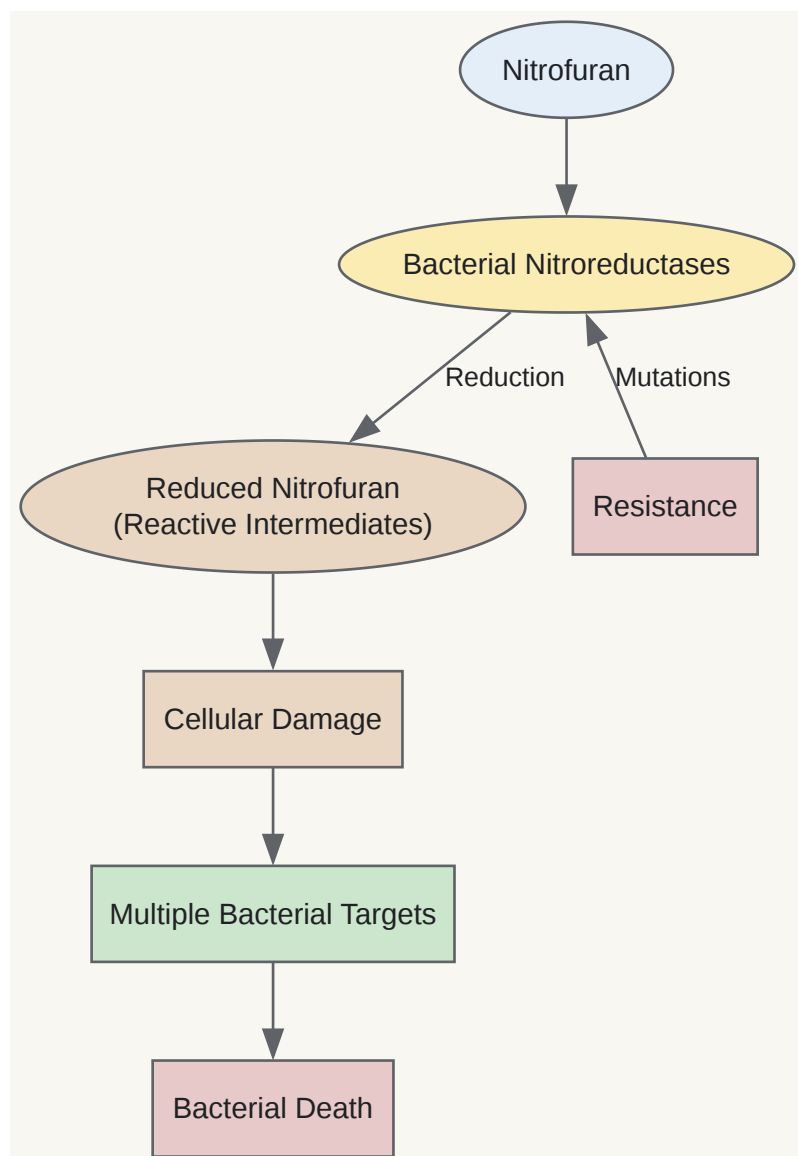 Nitrofuran
Bacterial Nitroreductases
Reduction
Mutations
Reduced Nitrofuran
(Reactive Intermediates)
Resistance
Cellular Damage
Multiple Bacterial Targets
Bacterial Death